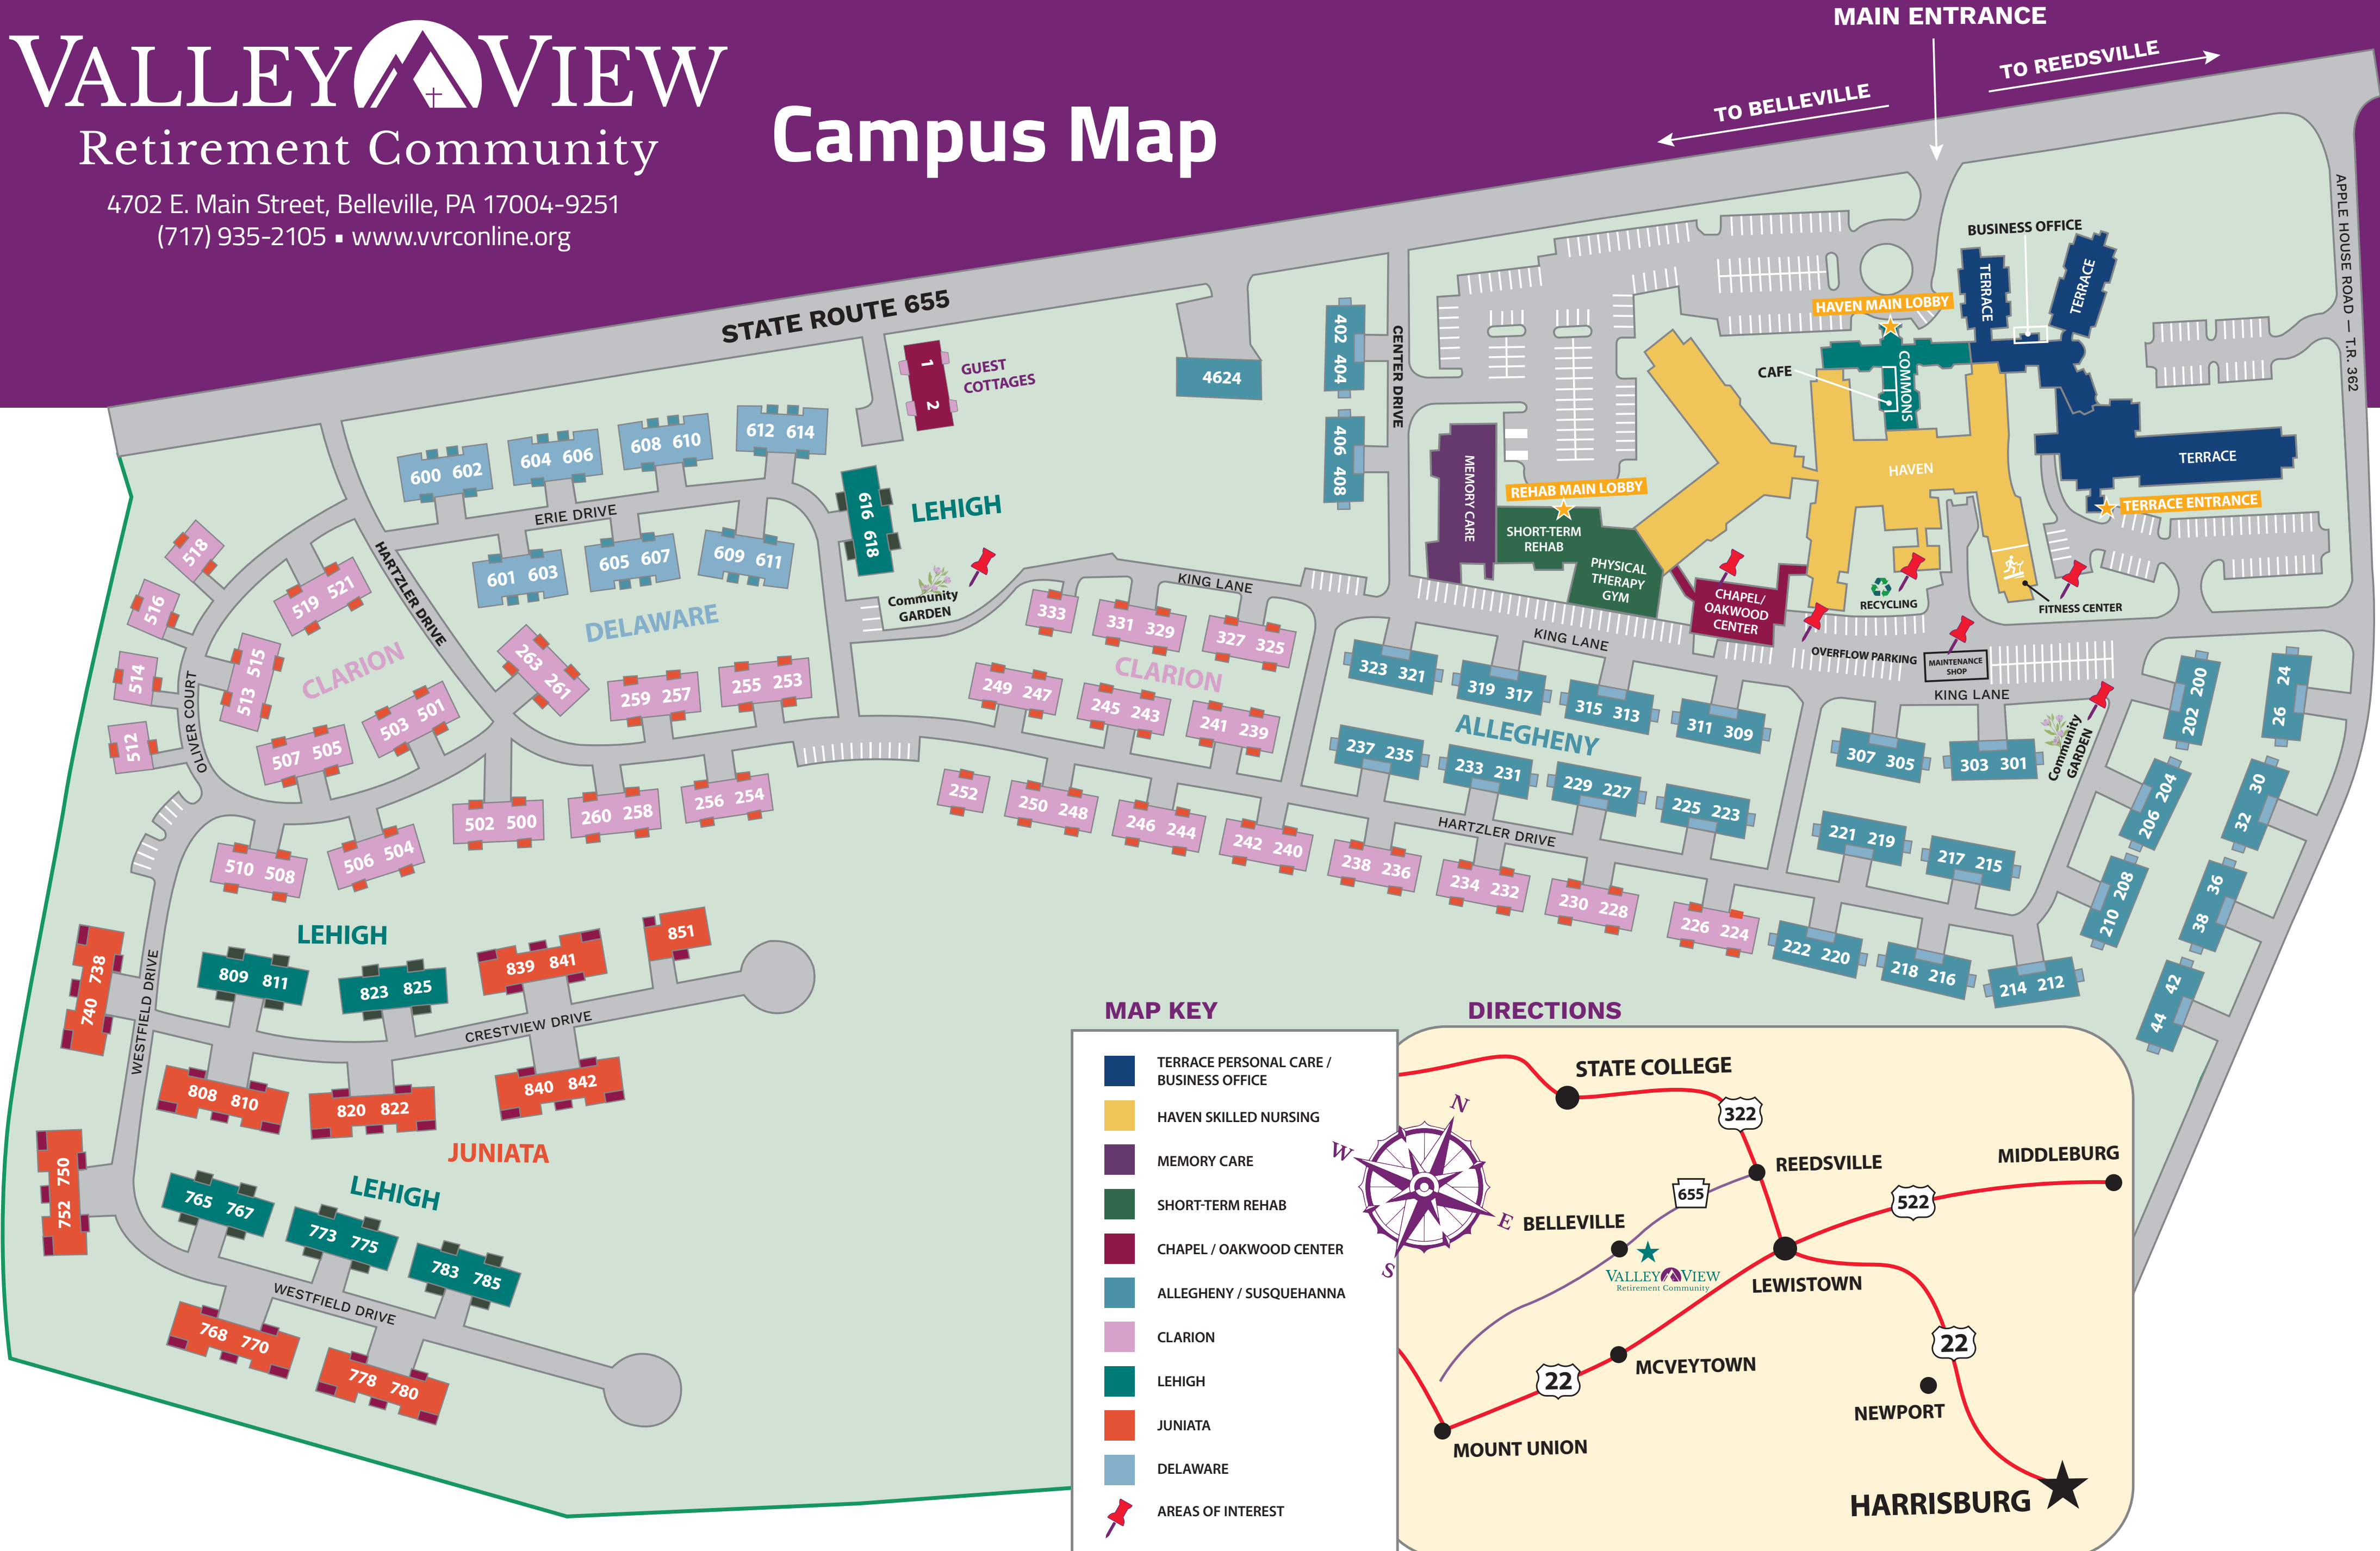 VALLEY VIEW
Retirement Community
4702 E. Main Street, Belleville, PA 17004-9251
(717) 935-2105 ▪ www.vvrconline.org
Campus Map
MAIN ENTRANCE
TO BELLEVILLE
TO REEDSVILLE
STATE ROUTE 655
APPLE HOUSE ROAD — T.R. 362
BUSINESS OFFICE
TERRACE
TERRACE
HAVEN MAIN LOBBY
COMMONS
CAFE
HAVEN
TERRACE
TERRACE ENTRANCE
1
2
GUEST
COTTAGES
4624
402 404
406 408
CENTER DRIVE
MEMORY CARE
REHAB MAIN LOBBY
SHORT-TERM
REHAB
PHYSICAL
THERAPY
GYM
CHAPEL/
OAKWOOD
CENTER
RECYCLING
FITNESS CENTER
OVERFLOW PARKING
MAINTENANCE
SHOP
KING LANE
KING LANE
KING LANE
600 602
604 606
608 610
612 614
ERIE DRIVE
616 618
LEHIGH
601 603
605 607
609 611
DELAWARE
Community
GARDEN
HARTZLER DRIVE
518
516
514
512
519 521
513 515
CLARION
507 505
503 501
OLIVER COURT
263 261
259 257
255 253
510 508
506 504
502 500
260 258
256 254
333
331 329
327 325
CLARION
249 247
245 243
241 239
252
250 248
246 244
242 240
238 236
234 232
230 228
226 224
HARTZLER DRIVE
323 321
319 317
315 313
311 309
ALLEGHENY
237 235
233 231
229 227
225 223
307 305
303 301
221 219
217 215
222 220
218 216
214 212
Community
GARDEN
202 200
206 204
210 208
26 24
32 30
38 36
44 42
LEHIGH
740 738
WESTFIELD DRIVE
809 811
823 825
839 841
851
CRESTVIEW DRIVE
808 810
820 822
840 842
JUNIATA
752 750
LEHIGH
765 767
773 775
783 785
WESTFIELD DRIVE
768 770
778 780
MAP KEY
TERRACE PERSONAL CARE /
BUSINESS OFFICE
HAVEN SKILLED NURSING
MEMORY CARE
SHORT-TERM REHAB
CHAPEL / OAKWOOD CENTER
ALLEGHENY / SUSQUEHANNA
CLARION
LEHIGH
JUNIATA
DELAWARE
AREAS OF INTEREST
DIRECTIONS
N
W
E
S
STATE COLLEGE
322
REEDSVILLE
MIDDLEBURG
655
522
BELLEVILLE
VALLEY VIEW
Retirement Community
LEWISTOWN
22
MCVEYTOWN
22
MOUNT UNION
NEWPORT
HARRISBURG